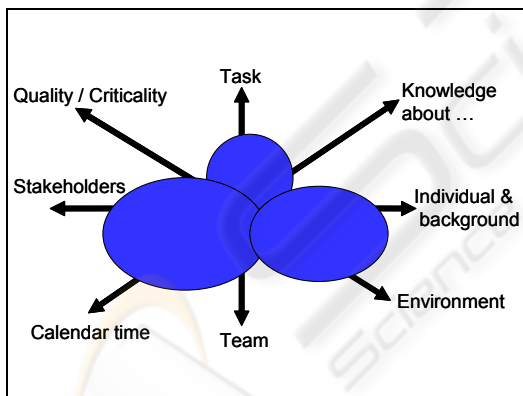 Task
Quality / Criticality
Knowledge
about ...
Stakeholders
Individual &
background
Environment
Calendar time
Team